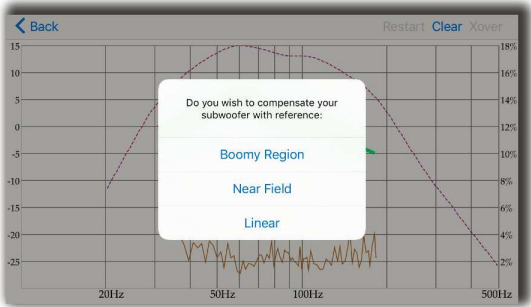 Back Restart Clear Xover
15 18%
10 16%
Do you wish to compensate your
subwoofer with reference:
5 14%
0 12%
Boomy Region
-5 10%
Near Field
-10 8%
-15 6%
Linear
-20 4%
-25 2%
20Hz 50Hz 100Hz 500Hz